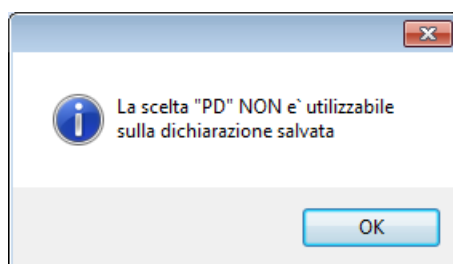 La scelta "PD" NON e` utilizzabile
sulla dichiarazione salvata
OK